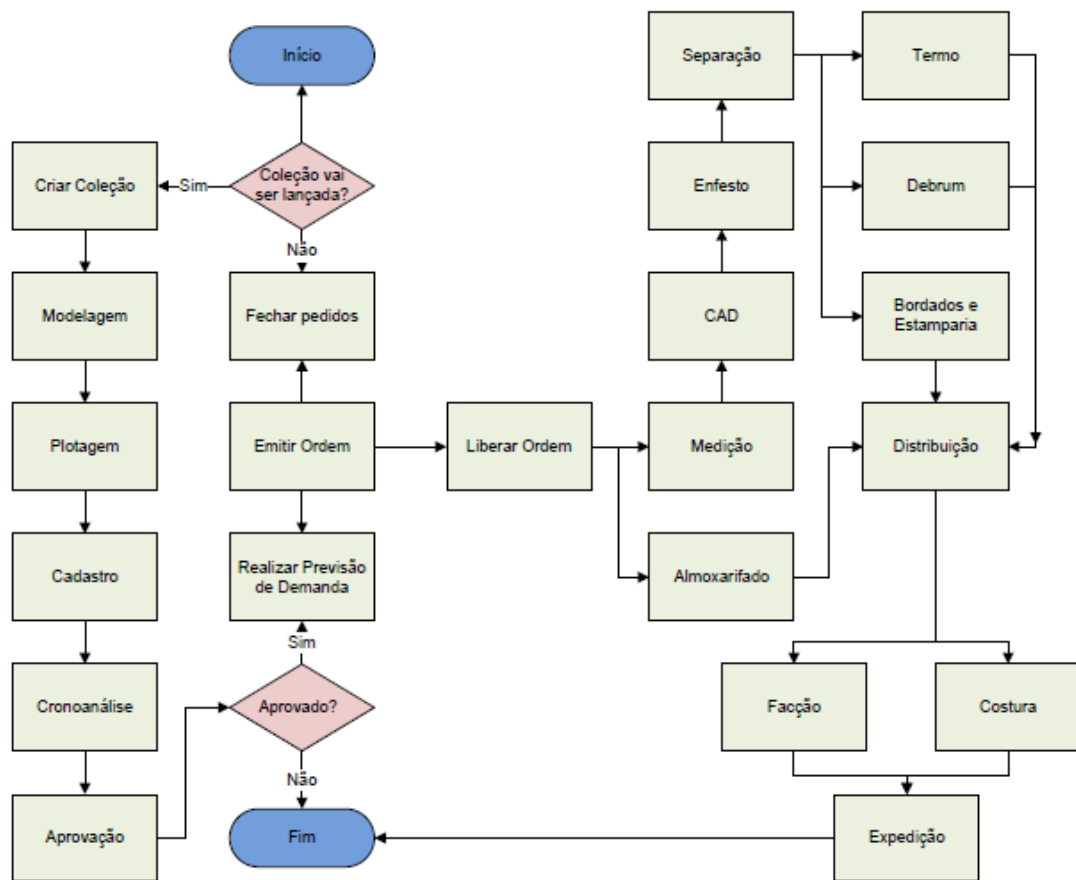 Início
Separação
Termo
Criar Coleção
Sim
Coleção vai
ser lançada?
Enfesto
Debrum
Não
Modelagem
Fechar pedidos
CAD
Bordados e
Estamparia
Plotagem
Emitir Ordem
Liberar Ordem
Medição
Distribuição
Cadastro
Realizar Previsão
de Demanda
Almoxarifado
Sim
Cronoanálise
Aprovado?
Facção
Costura
Não
Aprovação
Fim
Expedição